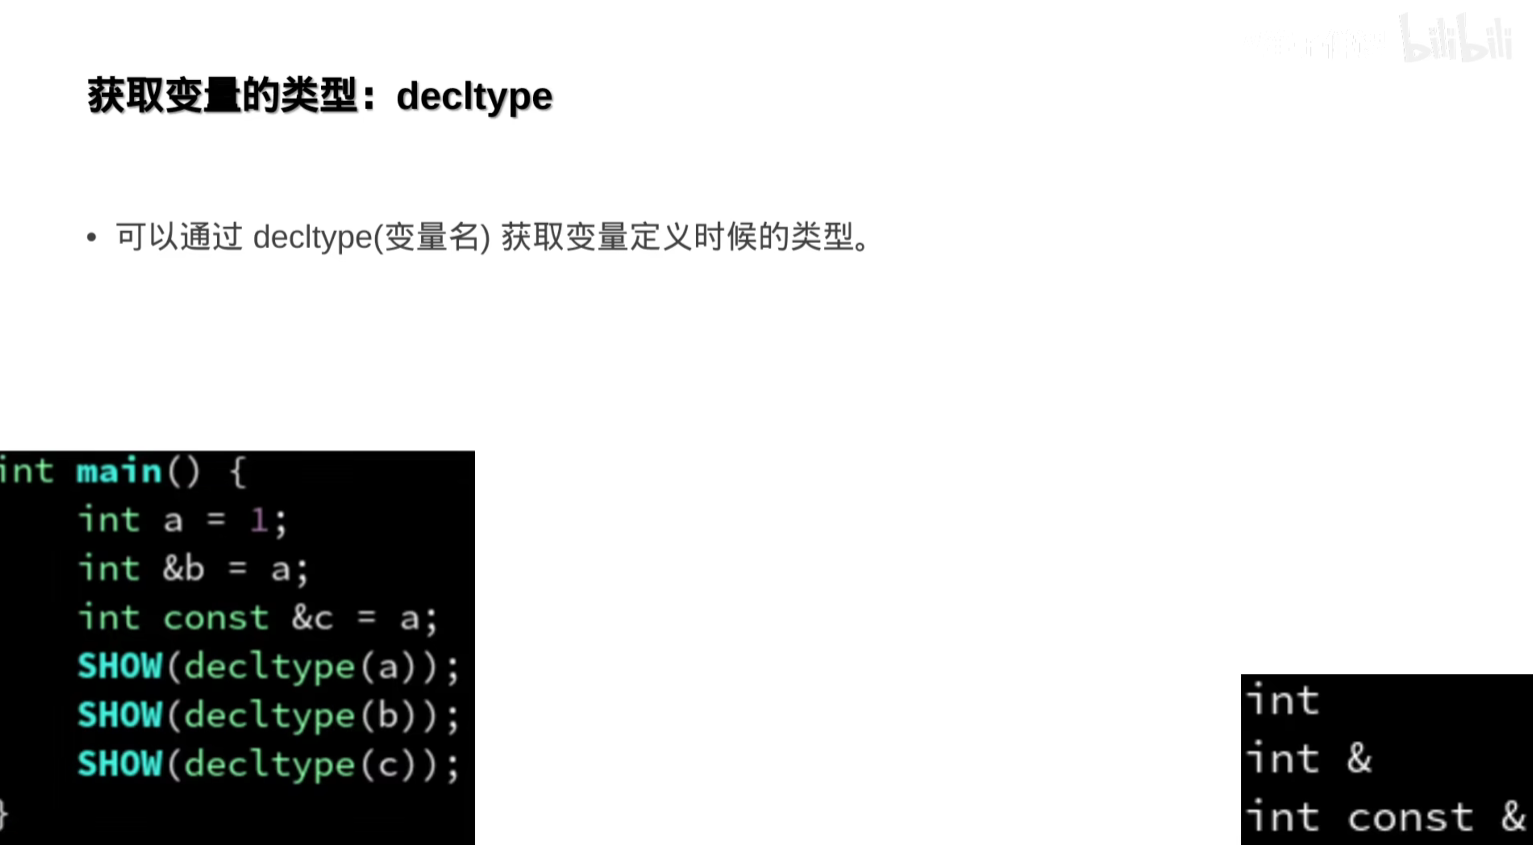 bilibili
获取变量的类型：decltype
• 可以通过 decltype(变量名) 获取变量定义时候的类型。
int main() {
    int a = 1;
    int &b = a;
    int const &c = a;
    SHOW(decltype(a));
    SHOW(decltype(b));
    SHOW(decltype(c));
}
int
int &
int const &